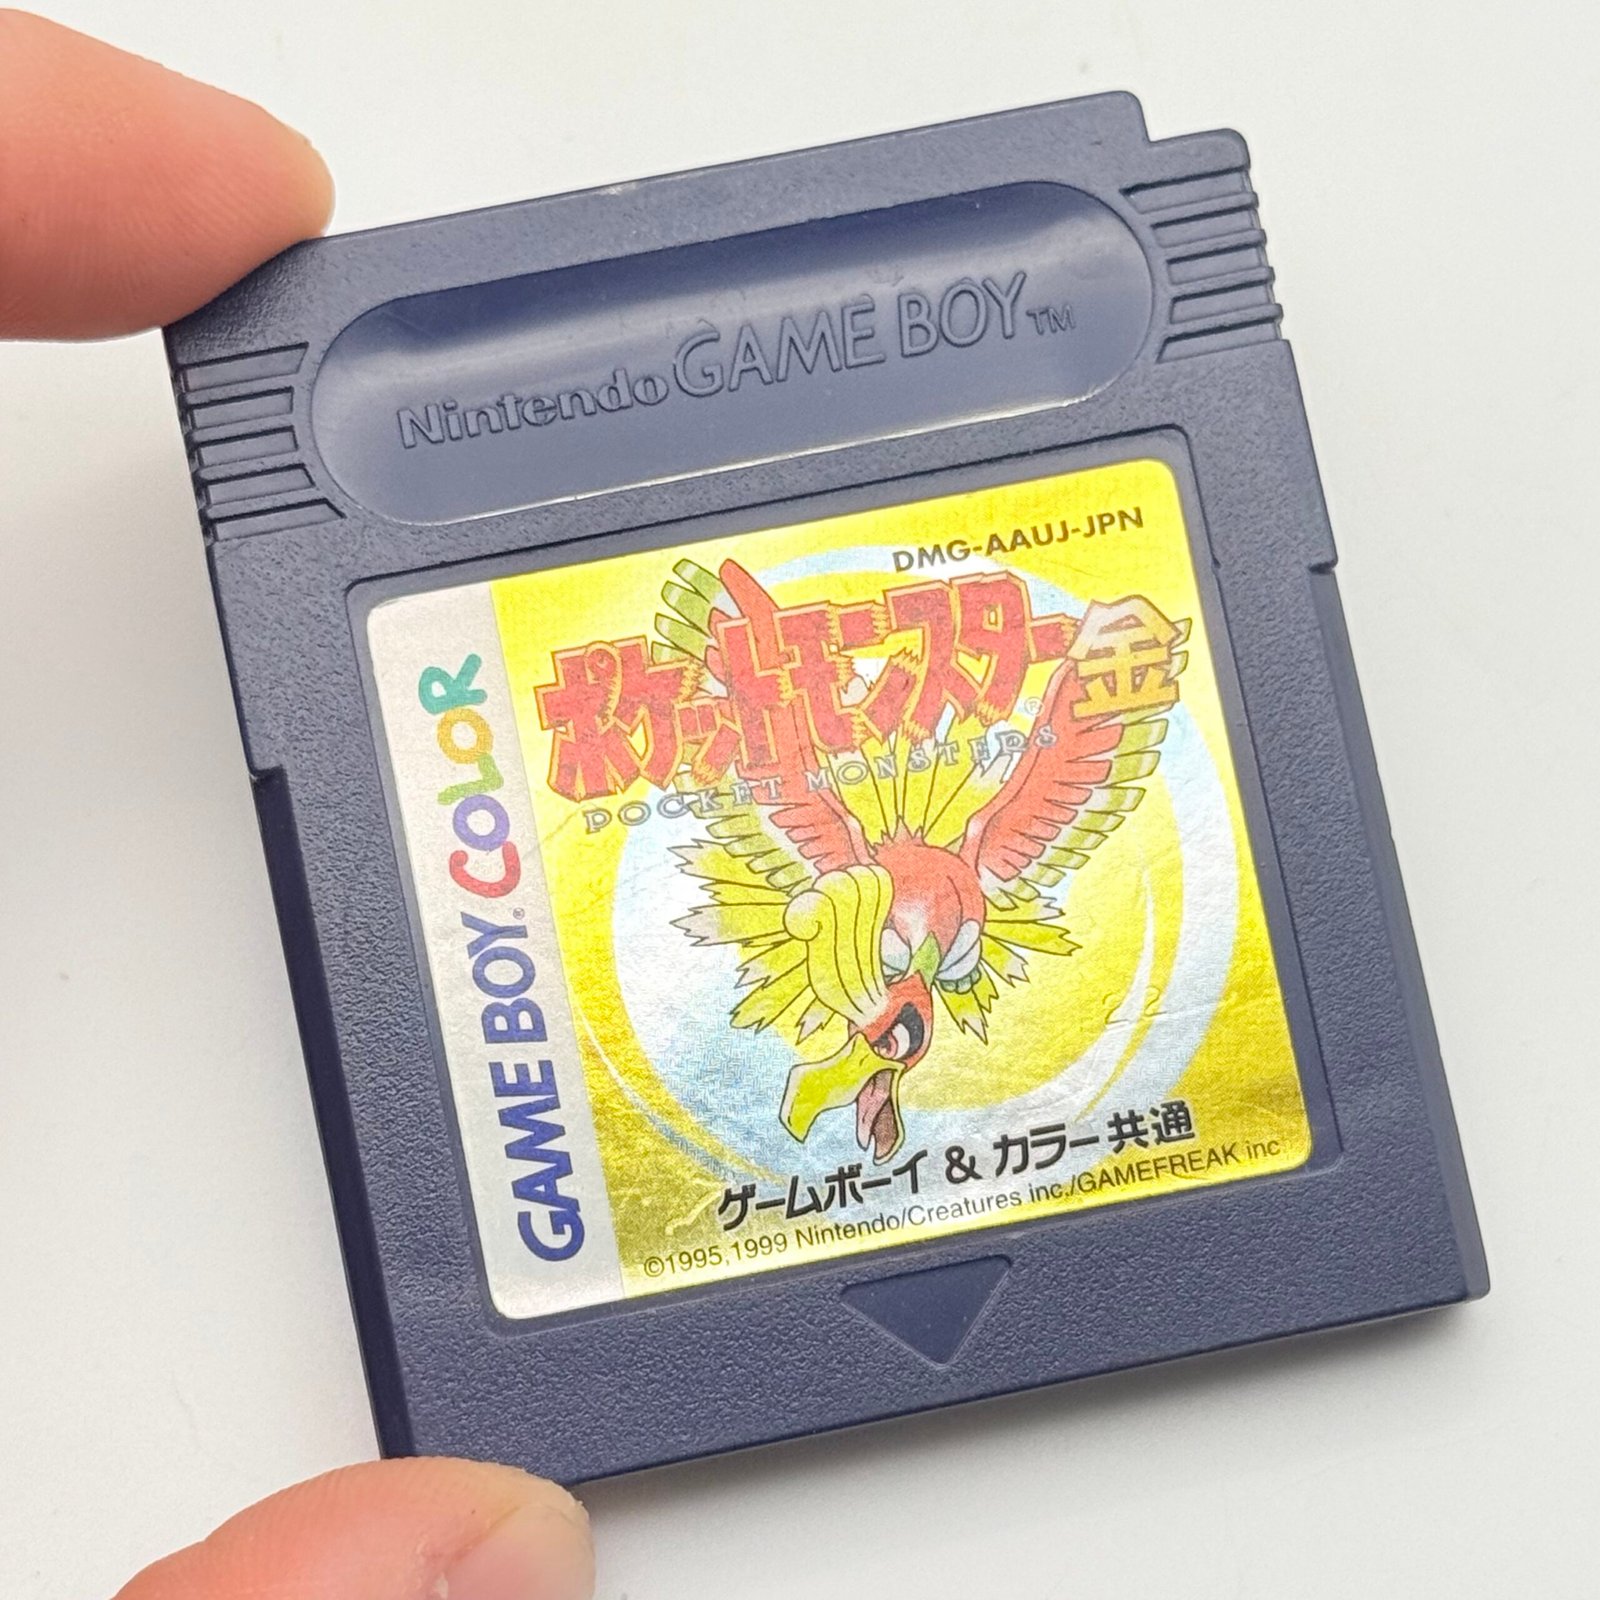 Nintendo GAME BOY™
DMG-AAUJ-JPN
ポケットモンスター® 金
POCKET MONSTERS
GAME BOY® COLOR
22
ゲームボーイ & カラー共通
©1995,1999 Nintendo/Creatures inc./GAMEFREAK inc